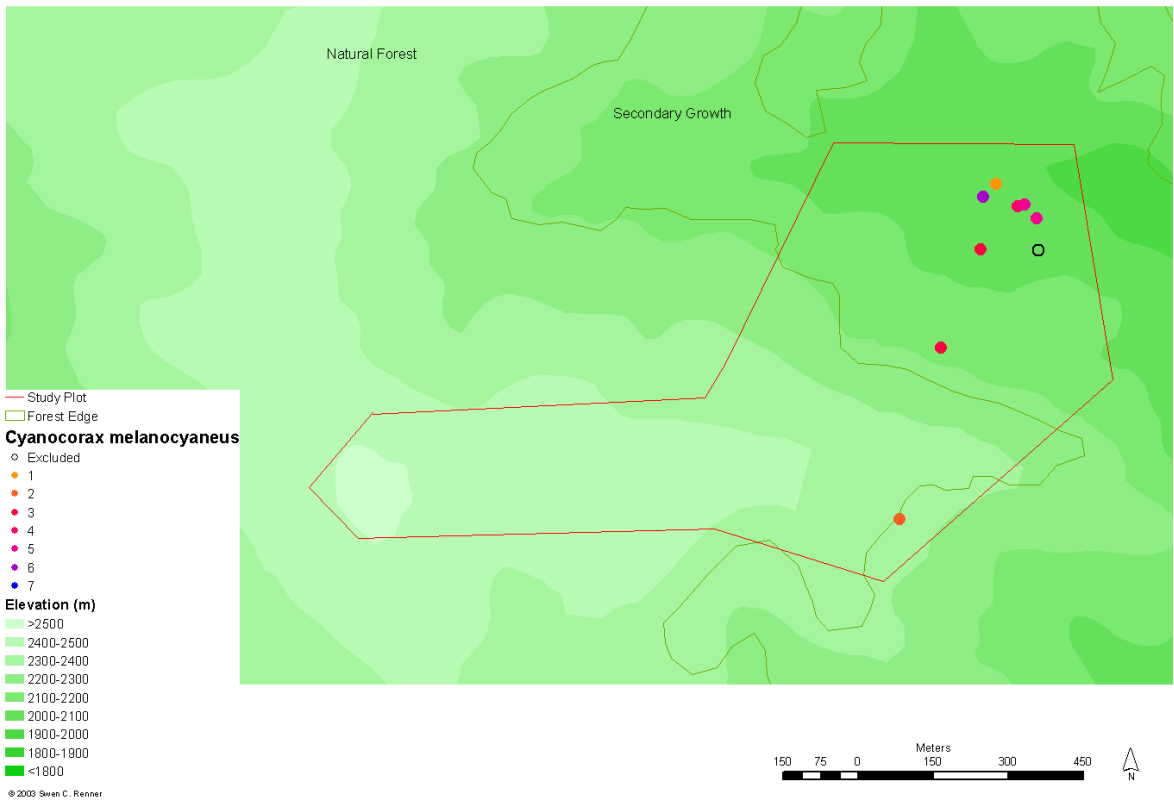 Natural Forest
Secondary Growth
Study Plot
Forest Edge
Cyanocorax melanocyaneus
Excluded
1
2
3
4
5
6
7
Elevation (m)
>2500
2400-2500
2300-2400
2200-2300
2100-2200
2000-2100
1900-2000
1800-1900
<1800
Meters
150 75 0 150 300 450
N
© 2003 Swen C. Renner